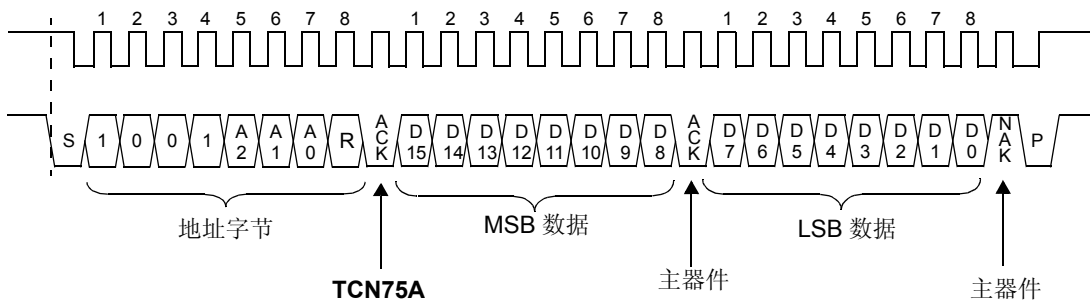 1 2 3 4 5 6 7 8 1 2 3 4 5 6 7 8 1 2 3 4 5 6 7 8
S 1 0 0 1 A2 A1 A0 R ACK D15 D14 D13 D12 D11 D10 D9 D8 ACK D7 D6 D5 D4 D3 D2 D1 D0 NAK P
地址字节 MSB 数据 LSB 数据
TCN75A 主器件 主器件